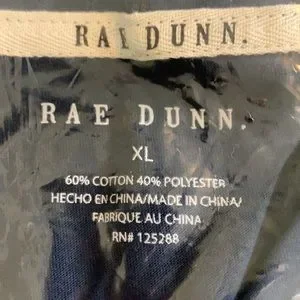 RAE DUNN.
RAE DUNN.
XL
60% COTTON 40% POLYESTER
HECHO EN CHINA/MADE IN CHINA/
FABRIQUE AU CHINA
RN# 125288